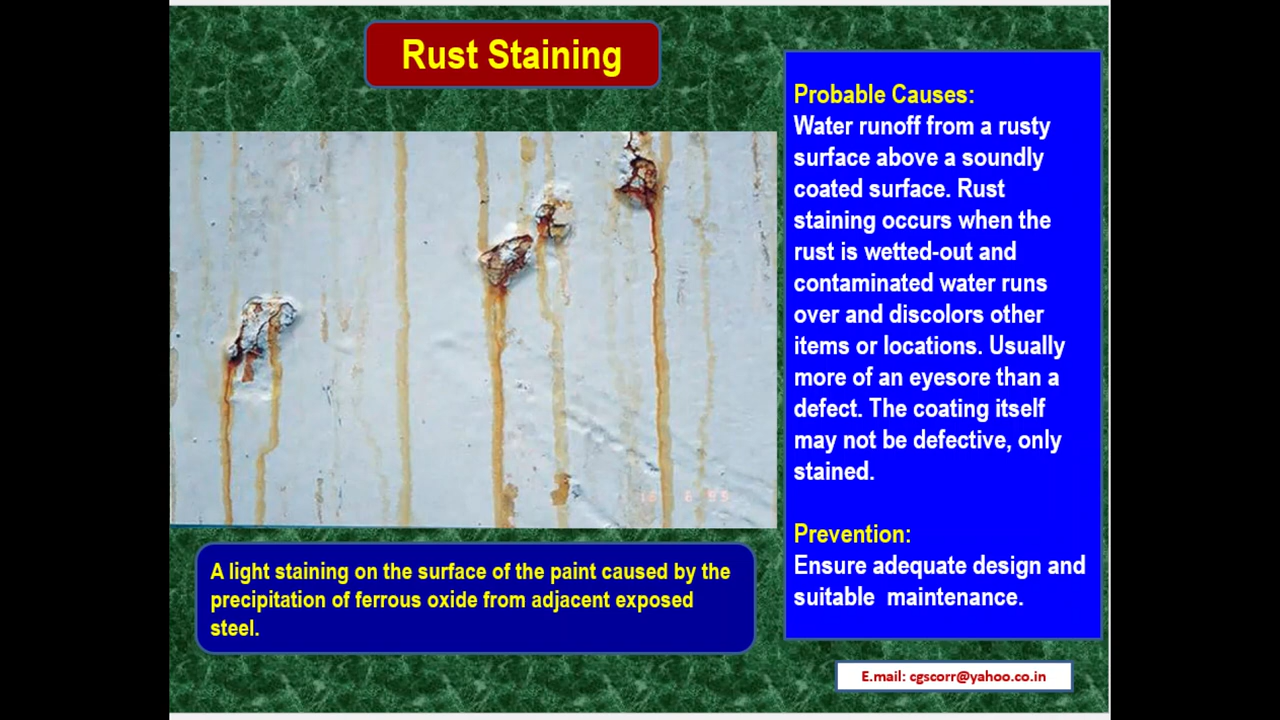 Rust Staining
Probable Causes:
Water runoff from a rusty
surface above a soundly
coated surface. Rust
staining occurs when the
rust is wetted-out and
contaminated water runs
over and discolors other
items or locations. Usually
more of an eyesore than a
defect. The coating itself
may not be defective, only
stained.
Prevention:
Ensure adequate design and
suitable maintenance.
A light staining on the surface of the paint caused by the
precipitation of ferrous oxide from adjacent exposed
steel.
E.mail: cgscorr@yahoo.co.in